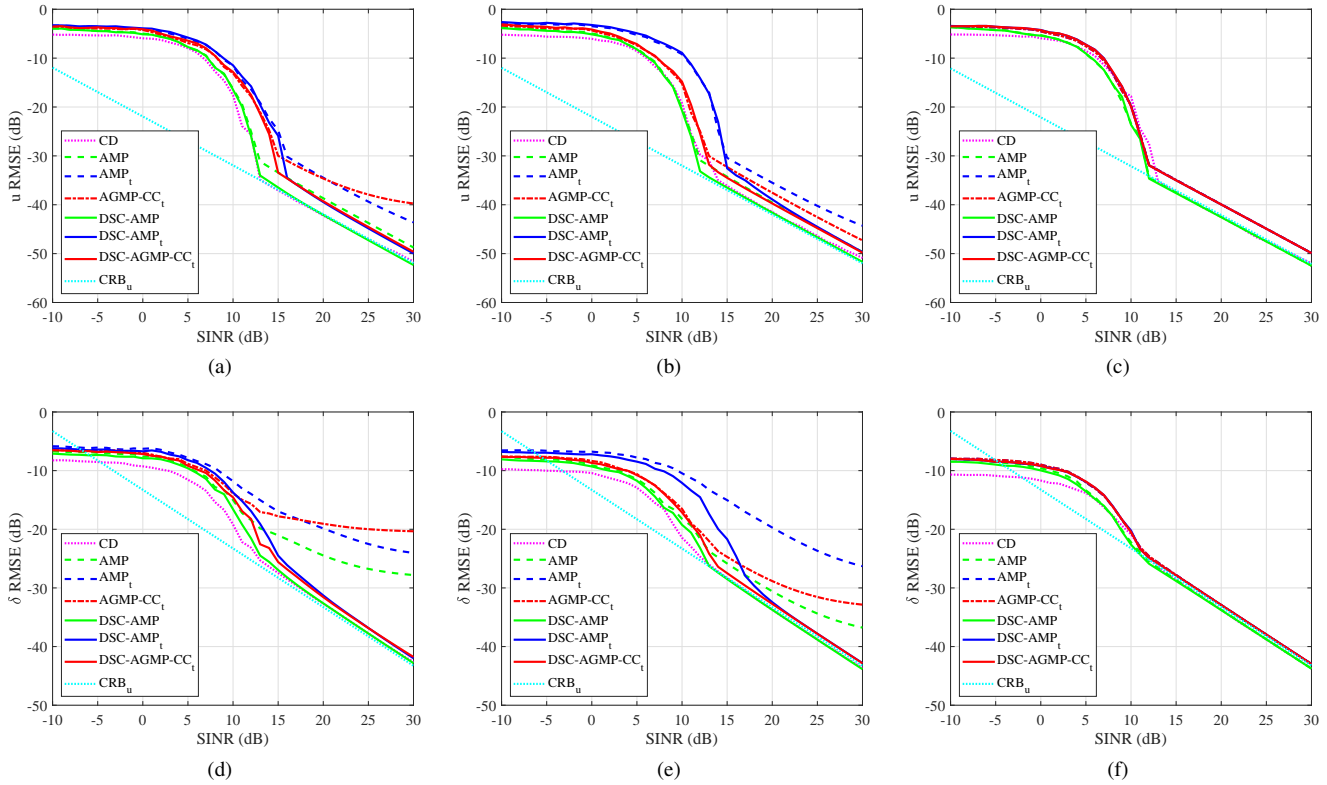 0
-10
-20
-30
-40
-50
-60
u RMSE (dB)
CD
AMP
AMP_t
AGMP-CC_t
DSC-AMP
DSC-AMP_t
DSC-AGMP-CC_t
CRB_u
-10 -5 0 5 10 15 20 25 30
SINR (dB)
(a)
0
-10
-20
-30
-40
-50
-60
u RMSE (dB)
CD
AMP
AMP_t
AGMP-CC_t
DSC-AMP
DSC-AMP_t
DSC-AGMP-CC_t
CRB_u
-10 -5 0 5 10 15 20 25 30
SINR (dB)
(b)
0
-10
-20
-30
-40
-50
-60
u RMSE (dB)
CD
AMP
AMP_t
AGMP-CC_t
DSC-AMP
DSC-AMP_t
DSC-AGMP-CC_t
CRB_u
-10 -5 0 5 10 15 20 25 30
SINR (dB)
(c)
0
-10
-20
-30
-40
-50
δ RMSE (dB)
CD
AMP
AMP_t
AGMP-CC_t
DSC-AMP
DSC-AMP_t
DSC-AGMP-CC_t
CRB_u
-10 -5 0 5 10 15 20 25 30
SINR (dB)
(d)
0
-10
-20
-30
-40
-50
δ RMSE (dB)
CD
AMP
AMP_t
AGMP-CC_t
DSC-AMP
DSC-AMP_t
DSC-AGMP-CC_t
CRB_u
-10 -5 0 5 10 15 20 25 30
SINR (dB)
(e)
0
-10
-20
-30
-40
-50
δ RMSE (dB)
CD
AMP
AMP_t
AGMP-CC_t
DSC-AMP
DSC-AMP_t
DSC-AGMP-CC_t
CRB_u
-10 -5 0 5 10 15 20 25 30
SINR (dB)
(f)